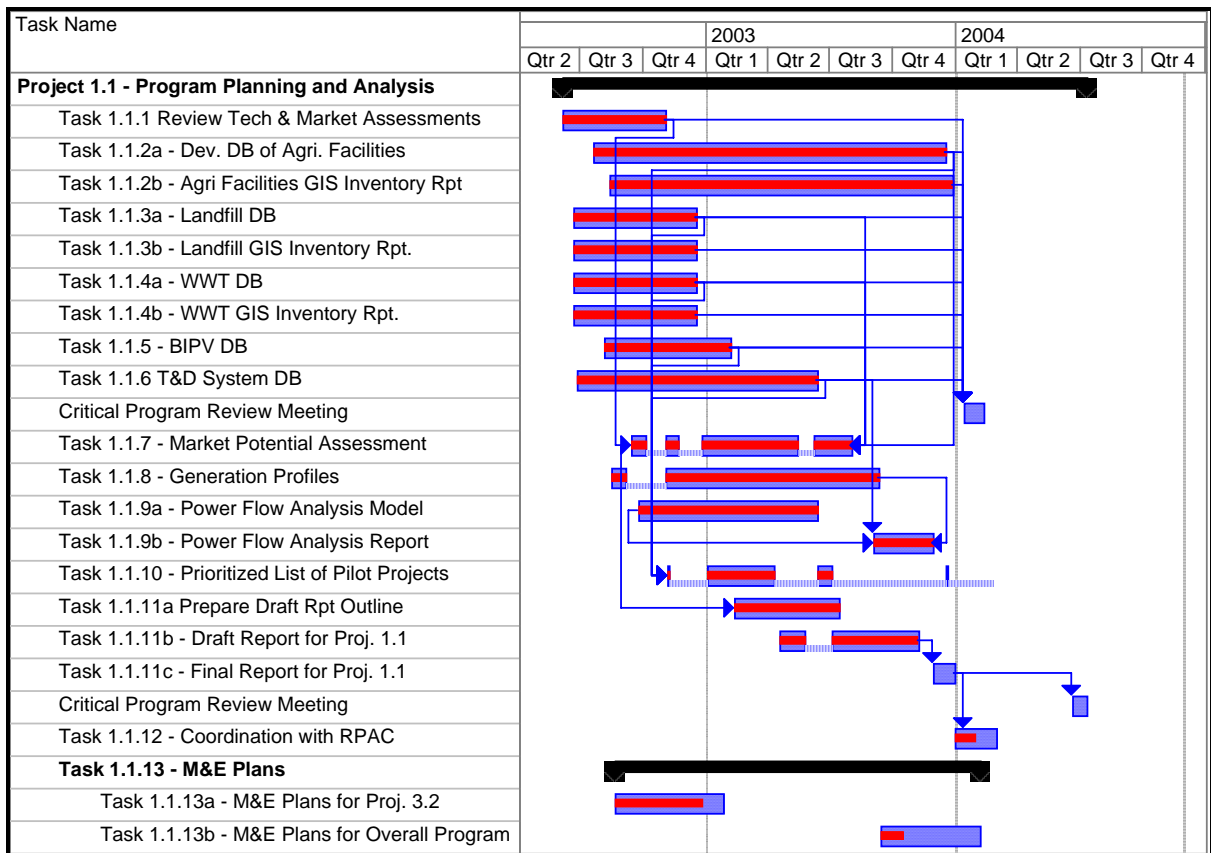 Task Name
2003 2004
Qtr 2 Qtr 3 Qtr 4 Qtr 1 Qtr 2 Qtr 3 Qtr 4 Qtr 1 Qtr 2 Qtr 3 Qtr 4
Project 1.1 - Program Planning and Analysis
Task 1.1.1 Review Tech & Market Assessments
Task 1.1.2a - Dev. DB of Agri. Facilities
Task 1.1.2b - Agri Facilities GIS Inventory Rpt
Task 1.1.3a - Landfill DB
Task 1.1.3b - Landfill GIS Inventory Rpt.
Task 1.1.4a - WWT DB
Task 1.1.4b - WWT GIS Inventory Rpt.
Task 1.1.5 - BIPV DB
Task 1.1.6 T&D System DB
Critical Program Review Meeting
Task 1.1.7 - Market Potential Assessment
Task 1.1.8 - Generation Profiles
Task 1.1.9a - Power Flow Analysis Model
Task 1.1.9b - Power Flow Analysis Report
Task 1.1.10 - Prioritized List of Pilot Projects
Task 1.1.11a Prepare Draft Rpt Outline
Task 1.1.11b - Draft Report for Proj. 1.1
Task 1.1.11c - Final Report for Proj. 1.1
Critical Program Review Meeting
Task 1.1.12 - Coordination with RPAC
Task 1.1.13 - M&E Plans
Task 1.1.13a - M&E Plans for Proj. 3.2
Task 1.1.13b - M&E Plans for Overall Program